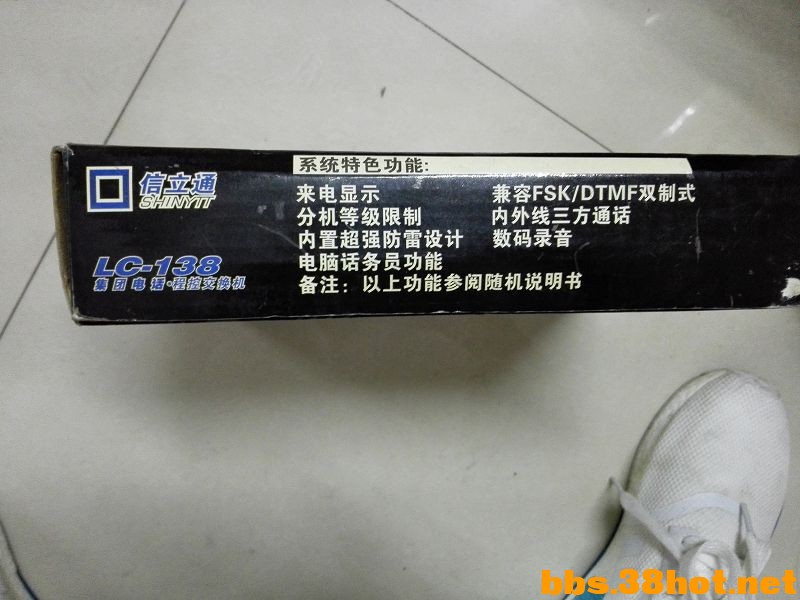 信立通
SHINYIT
LC-138
集团电话·程控交换机
系统特色功能:
来电显示 兼容FSK/DTMF双制式
分机等级限制 内外线三方通话
内置超强防雷设计 数码录音
电脑话务员功能
备注：以上功能参阅随机说明书
bbs.38hot.net